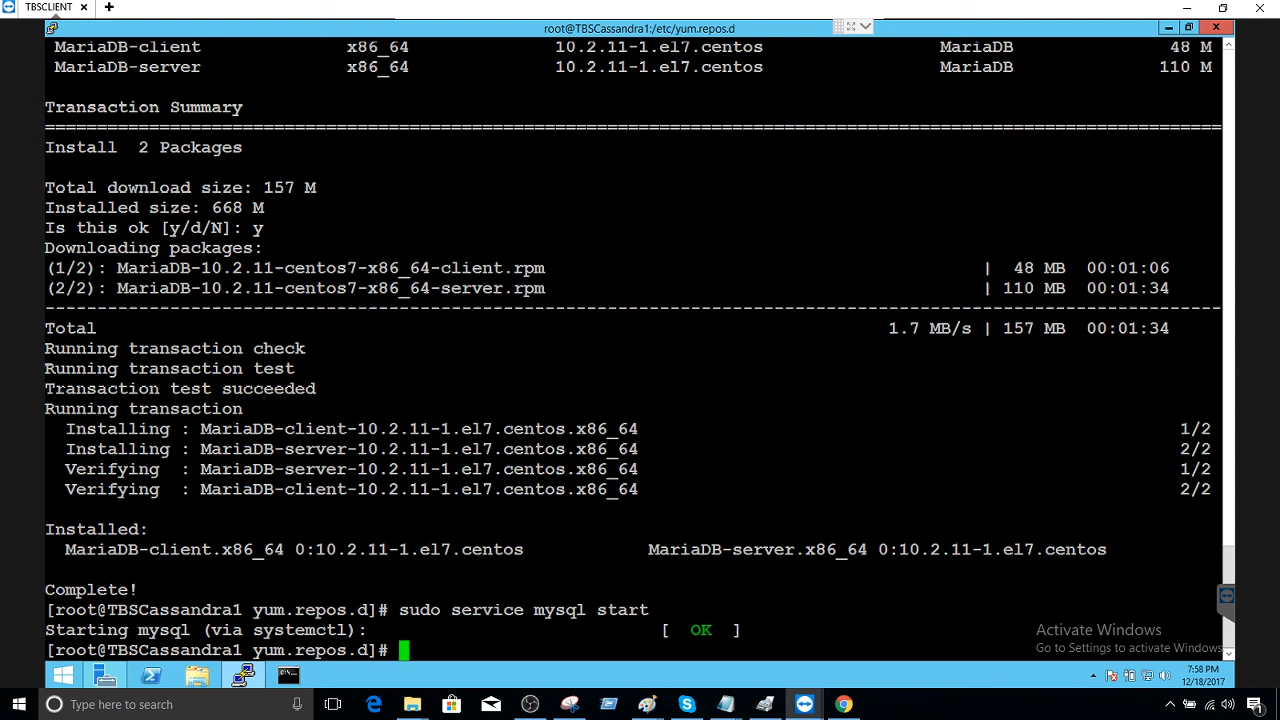 TBSCLIENT × +
root@TBSCassandra1:/etc/yum.repos.d
MariaDB-client x86_64 10.2.11-1.el7.centos MariaDB 48 M
MariaDB-server x86_64 10.2.11-1.el7.centos MariaDB 110 M
Transaction Summary
================================================================================
Install 2 Packages
Total download size: 157 M
Installed size: 668 M
Is this ok [y/d/N]: y
Downloading packages:
(1/2): MariaDB-10.2.11-centos7-x86_64-client.rpm | 48 MB 00:01:06
(2/2): MariaDB-10.2.11-centos7-x86_64-server.rpm | 110 MB 00:01:34
--------------------------------------------------------------------------------
Total 1.7 MB/s | 157 MB 00:01:34
Running transaction check
Running transaction test
Transaction test succeeded
Running transaction
Installing : MariaDB-client-10.2.11-1.el7.centos.x86_64 1/2
Installing : MariaDB-server-10.2.11-1.el7.centos.x86_64 2/2
Verifying : MariaDB-server-10.2.11-1.el7.centos.x86_64 1/2
Verifying : MariaDB-client-10.2.11-1.el7.centos.x86_64 2/2
Installed:
MariaDB-client.x86_64 0:10.2.11-1.el7.centos MariaDB-server.x86_64 0:10.2.11-1.el7.centos
Complete!
[root@TBSCassandra1 yum.repos.d]# sudo service mysql start
Starting mysql (via systemctl): [ OK ]
[root@TBSCassandra1 yum.repos.d]#
Activate Windows
Go to Settings to activate Windows
7:58 PM
12/18/2017
Type here to search